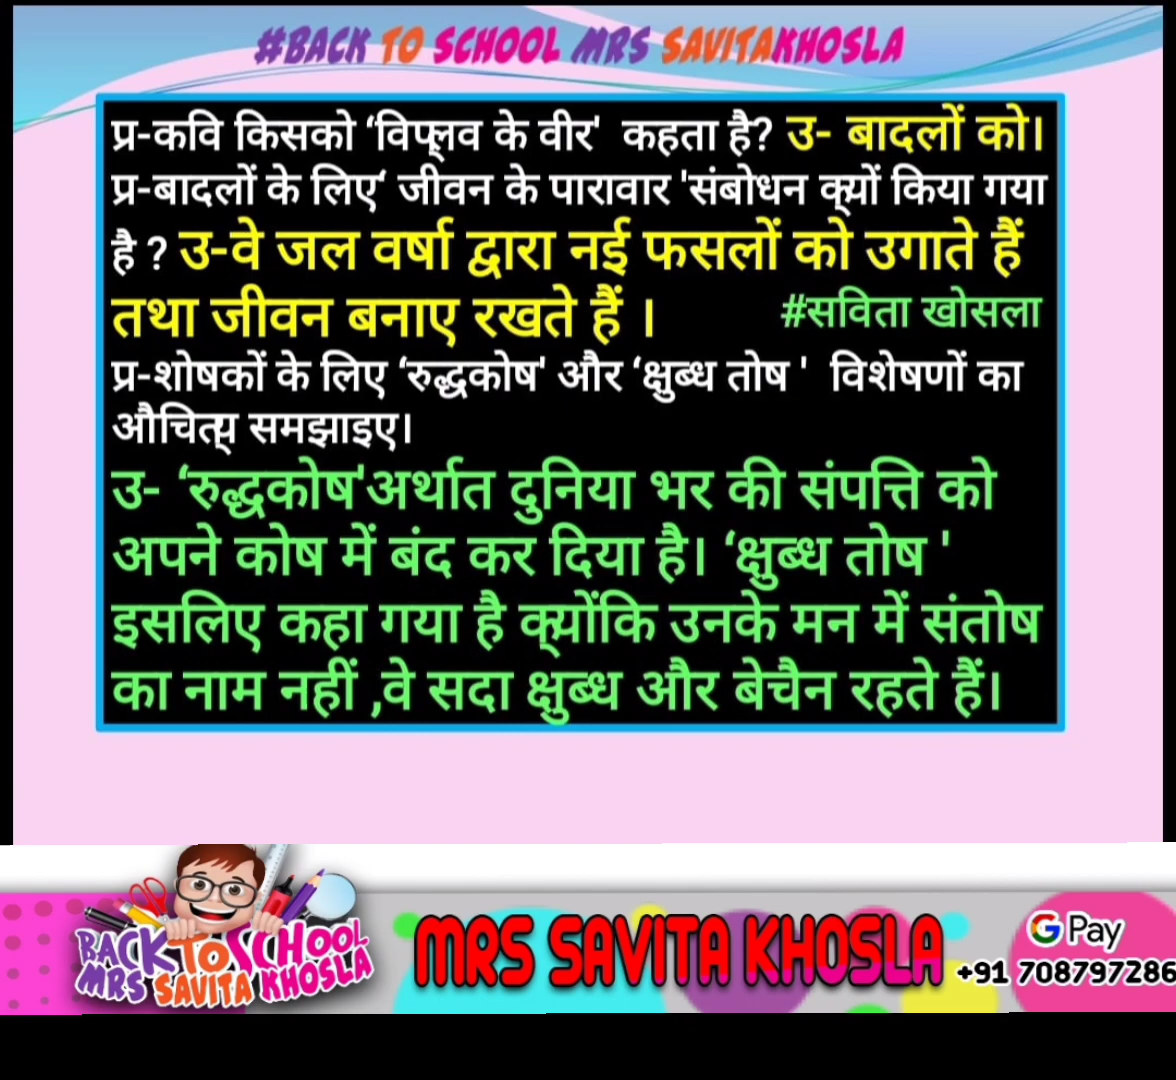 #BACK TO SCHOOL MRS SAVITAKHOSLA
प्र-कवि किसको ‘विप्लव के वीर' कहता है? उ- बादलों को।
प्र-बादलों के लिए‘ जीवन के पारावार 'संबोधन क्यों किया गया
है ? उ-वे जल वर्षा द्वारा नई फसलों को उगाते हैं
तथा जीवन बनाए रखते हैं । #सविता खोसला
प्र-शोषकों के लिए ‘रुद्धकोष' और ‘क्षुब्ध तोष ' विशेषणों का
औचित्य समझाइए।
उ- ‘रुद्धकोष'अर्थात दुनिया भर की संपत्ति को
अपने कोष में बंद कर दिया है। ‘क्षुब्ध तोष '
इसलिए कहा गया है क्योंकि उनके मन में संतोष
का नाम नहीं ,वे सदा क्षुब्ध और बेचैन रहते हैं।
BACK TO SCHOOL
MRS SAVITA KHOSLA
MRS SAVITA KHOSLA
G Pay
+91 708797286